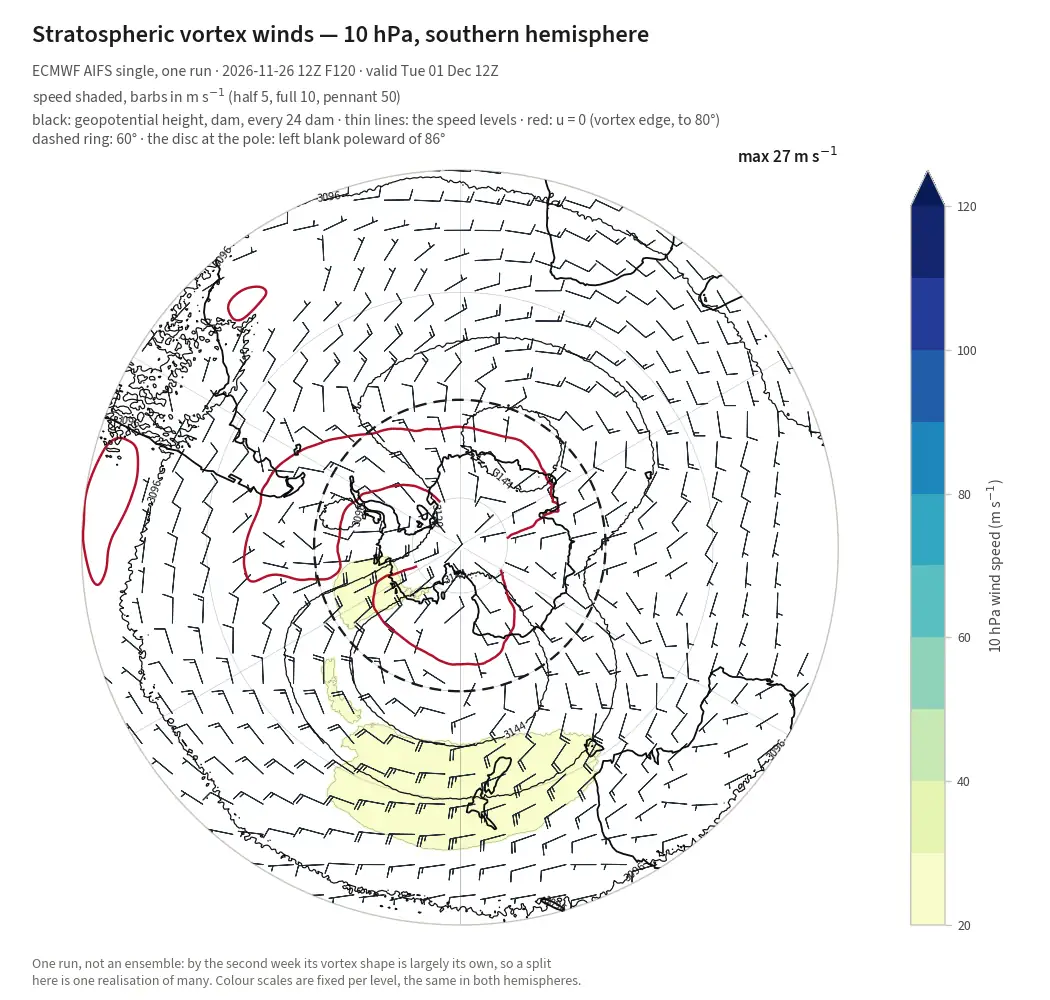 Stratospheric vortex winds — 10 hPa, southern hemisphere
ECMWF AIFS single, one run · 2026-11-26 12Z F120 · valid Tue 01 Dec 12Z
speed shaded, barbs in m s⁻¹ (half 5, full 10, pennant 50)
black: geopotential height, dam, every 24 dam · thin lines: the speed levels · red: u = 0 (vortex edge, to 80°)
dashed ring: 60° · the disc at the pole: left blank poleward of 86°
max 27 m s⁻¹
3096
3096
3096
3144
3144
3096
3096
120
100
80
60
40
20
10 hPa wind speed (m s⁻¹)
One run, not an ensemble: by the second week its vortex shape is largely its own, so a split
here is one realisation of many. Colour scales are fixed per level, the same in both hemispheres.